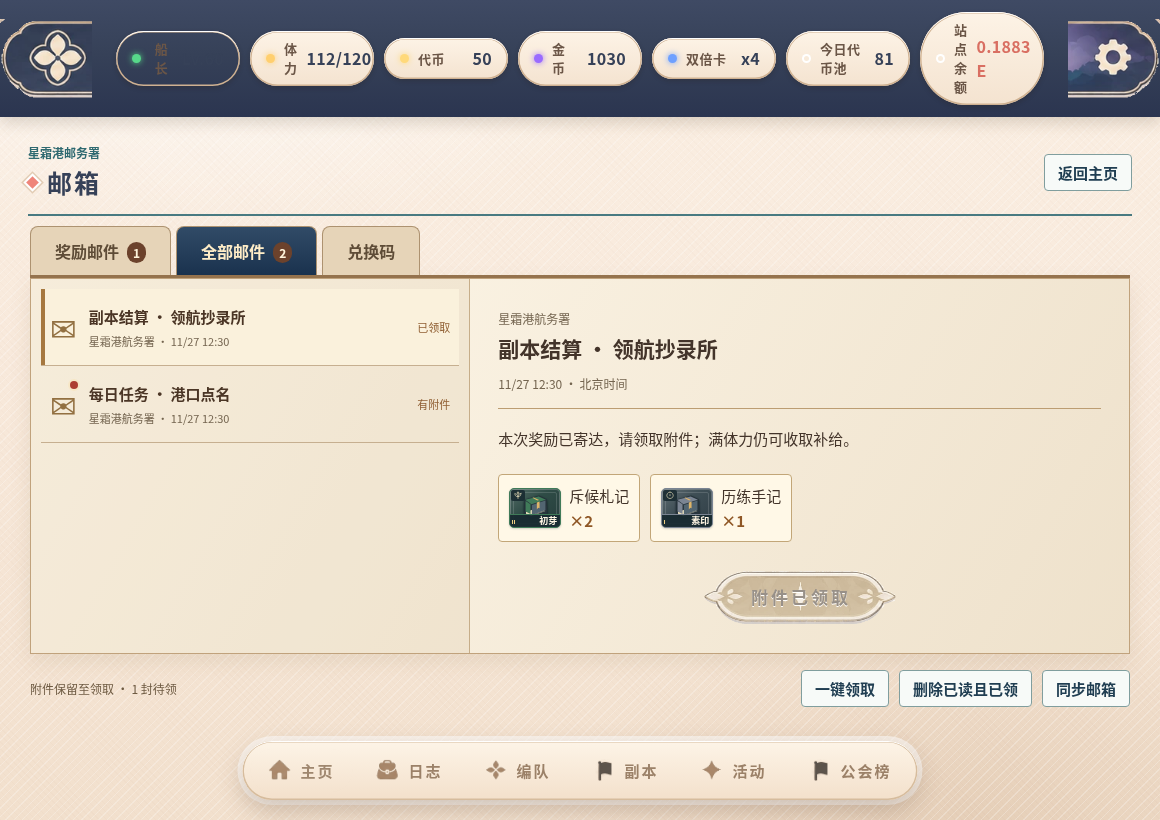 船
长
体
力
112/120
代币
50
金
币
1030
双倍卡
x4
今日代
币池
81
站
点
余
额
0.1883
E
星霜港邮务署
邮箱
返回主页
奖励邮件 1
全部邮件 2
兑换码
副本结算 · 领航抄录所
星霜港航务署 · 11/27 12:30
已领取
每日任务 · 港口点名
星霜港航务署 · 11/27 12:30
有附件
星霜港航务署
副本结算 · 领航抄录所
11/27 12:30 · 北京时间
本次奖励已寄达，请领取附件；满体力仍可收取补给。
初芽
斥候札记
×2
素印
历练手记
×1
附件已领取
附件保留至领取 · 1 封待领
一键领取
删除已读且已领
同步邮箱
主页
日志
编队
副本
活动
公会榜